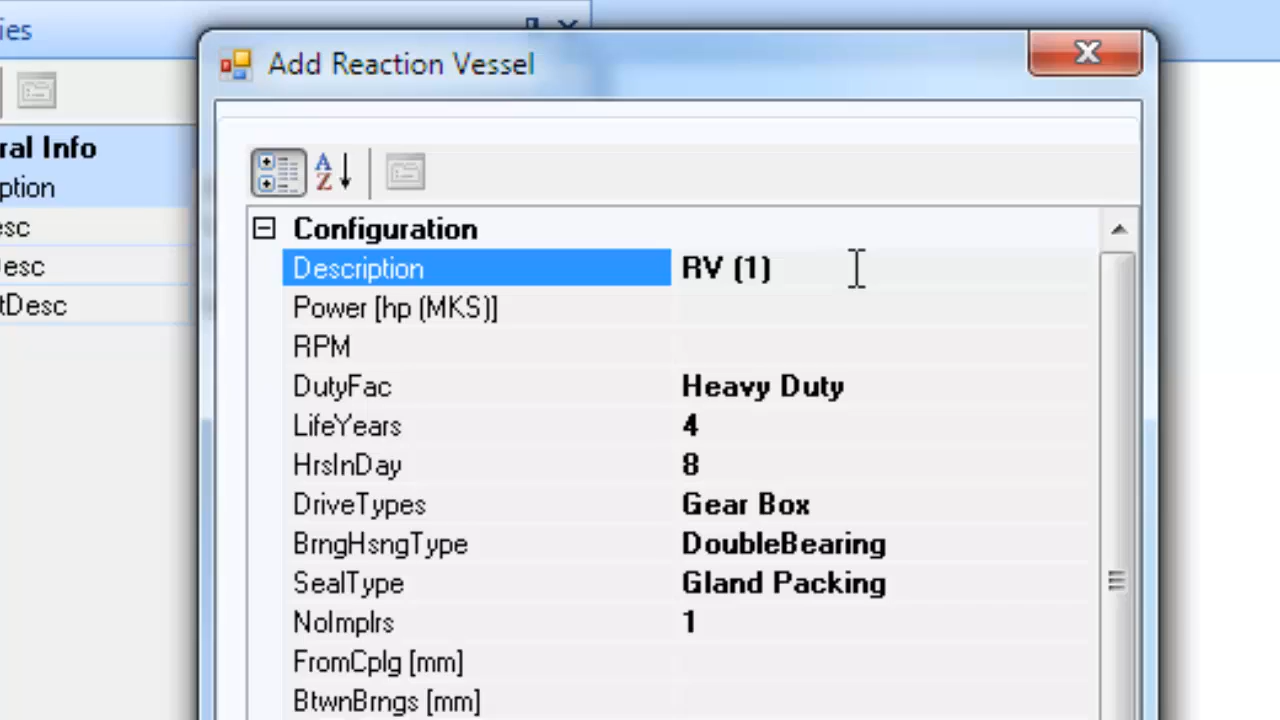 ies
Add Reaction Vessel
ral Info
ption
esc
Desc
tDesc
A
Z
Configuration
Description RV (1)
Power [hp (MKS)]
RPM
DutyFac Heavy Duty
LifeYears 4
HrsInDay 8
DriveTypes Gear Box
BrngHsngType DoubleBearing
SealType Gland Packing
NoImplrs 1
FromCplg [mm]
BtwnBrngs [mm]